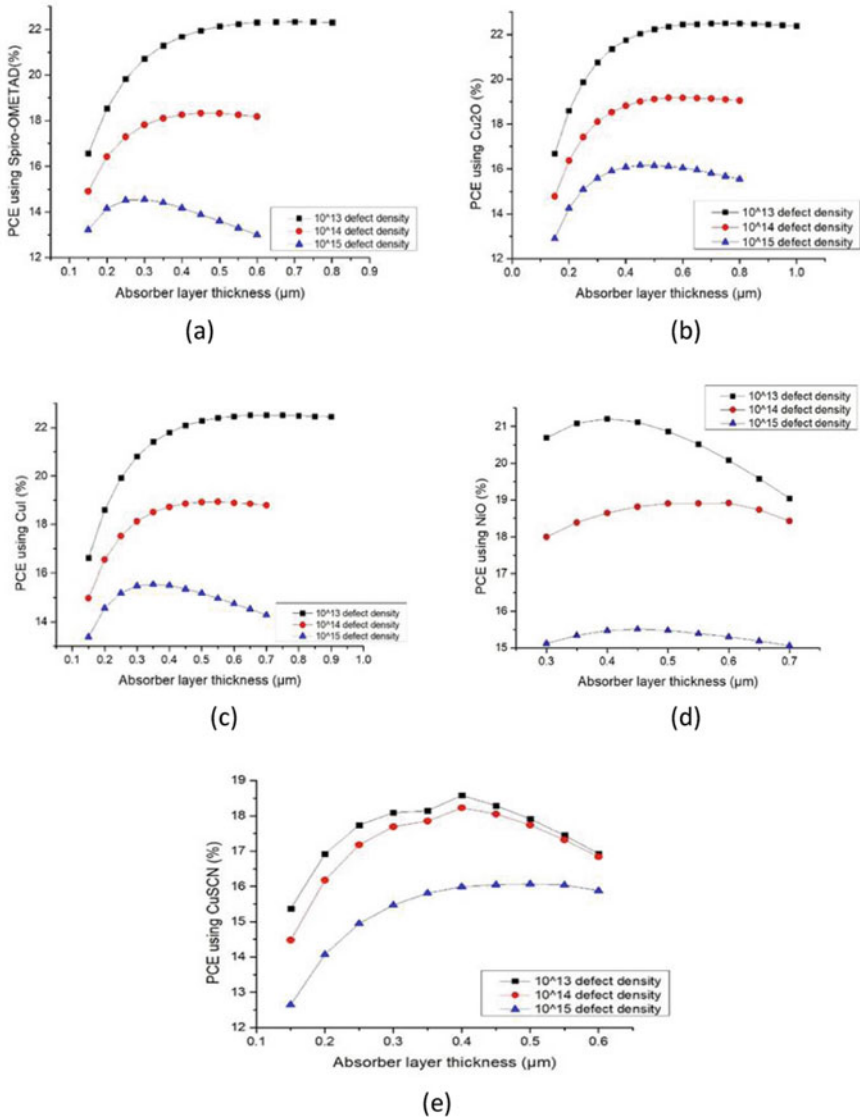 22
20
18
16
14
12
PCE using Spiro-OMETAD(%)
10^13 defect density
10^14 defect density
10^15 defect density
0.1 0.2 0.3 0.4 0.5 0.6 0.7 0.8 0.9
Absorber layer thickness (µm)
(a)
22
20
18
16
14
12
PCE using Cu2O (%)
10^13 defect density
10^14 defect density
10^15 defect density
0.0 0.2 0.4 0.6 0.8 1.0
Absorber layer thickness (µm)
(b)
22
20
18
16
14
PCE using CuI (%)
10^13 defect density
10^14 defect density
10^15 defect density
0.1 0.2 0.3 0.4 0.5 0.6 0.7 0.8 0.9 1.0
Absorber layer thickness (µm)
(c)
10^13 defect density
10^14 defect density
10^15 defect density
21
20
19
18
17
16
15
PCE using NiO (%)
0.3 0.4 0.5 0.6 0.7
Absorber layer thickness (µm)
(d)
19
18
17
16
15
14
13
12
PCE using CuSCN (%)
10^13 defect density
10^14 defect density
10^15 defect density
0.1 0.2 0.3 0.4 0.5 0.6
Absorber layer thickness (µm)
(e)